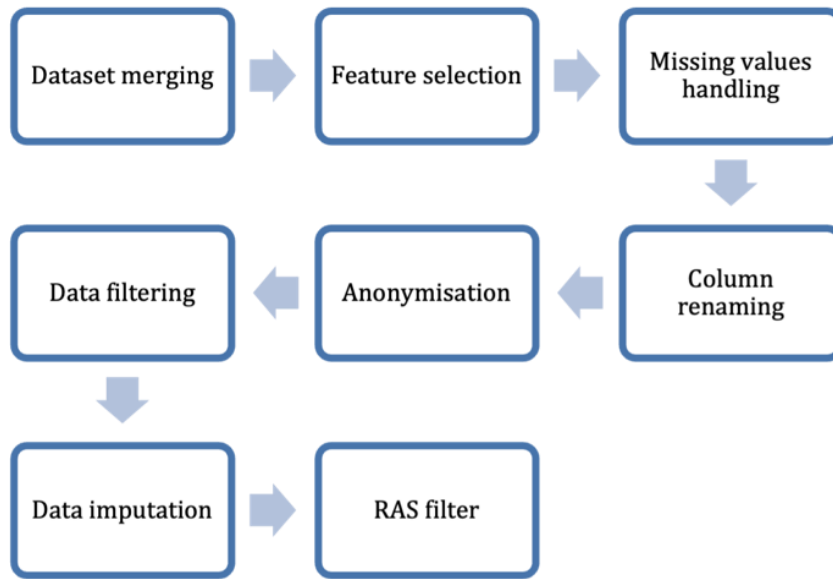 Dataset merging
Feature selection
Missing values
handling
Column
renaming
Anonymisation
Data filtering
Data imputation
RAS filter